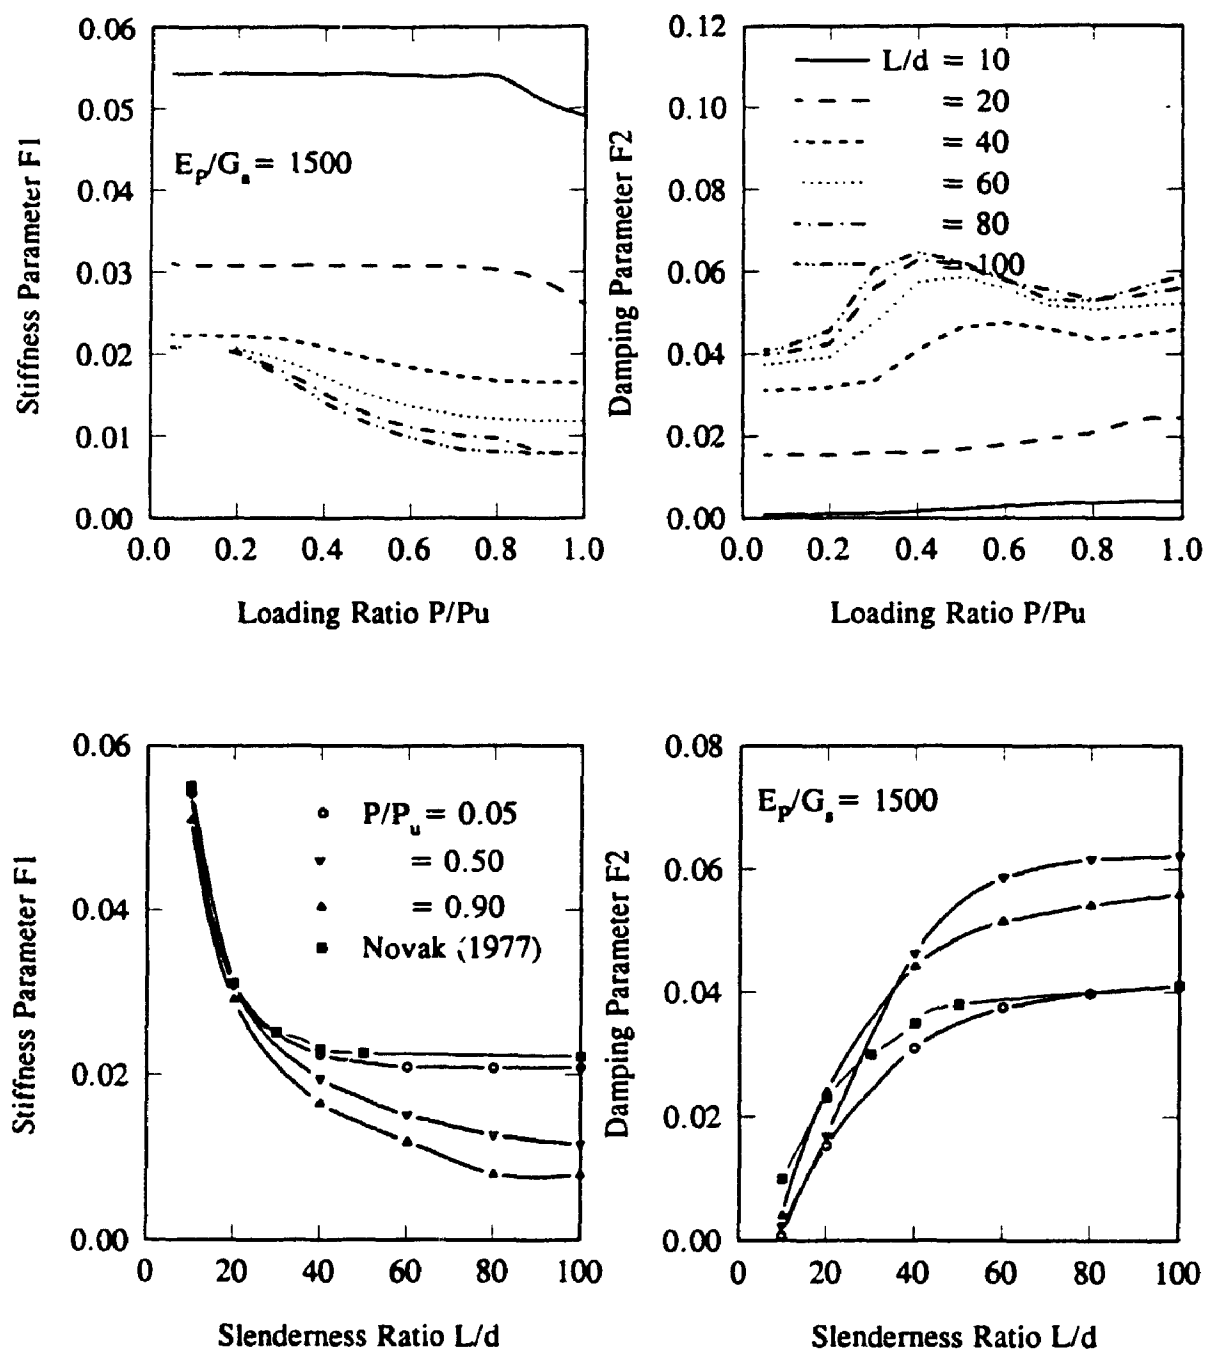 0.06
0.05
0.04
0.03
0.02
0.01
0.00
0.0 0.2 0.4 0.6 0.8 1.0
Stiffness Parameter F1
Loading Ratio P/Pu
E_P/G_s = 1500
0.12
0.10
0.08
0.06
0.04
0.02
0.00
0.0 0.2 0.4 0.6 0.8 1.0
Damping Parameter F2
Loading Ratio P/Pu
L/d = 10
= 20
= 40
= 60
= 80
= 100
0.06
0.04
0.02
0.00
0 20 40 60 80 100
Stiffness Parameter F1
Slenderness Ratio L/d
P/P_u = 0.05
= 0.50
= 0.90
Novak (1977)
0.08
0.06
0.04
0.02
0.00
0 20 40 60 80 100
Damping Parameter F2
Slenderness Ratio L/d
E_P/G_s = 1500